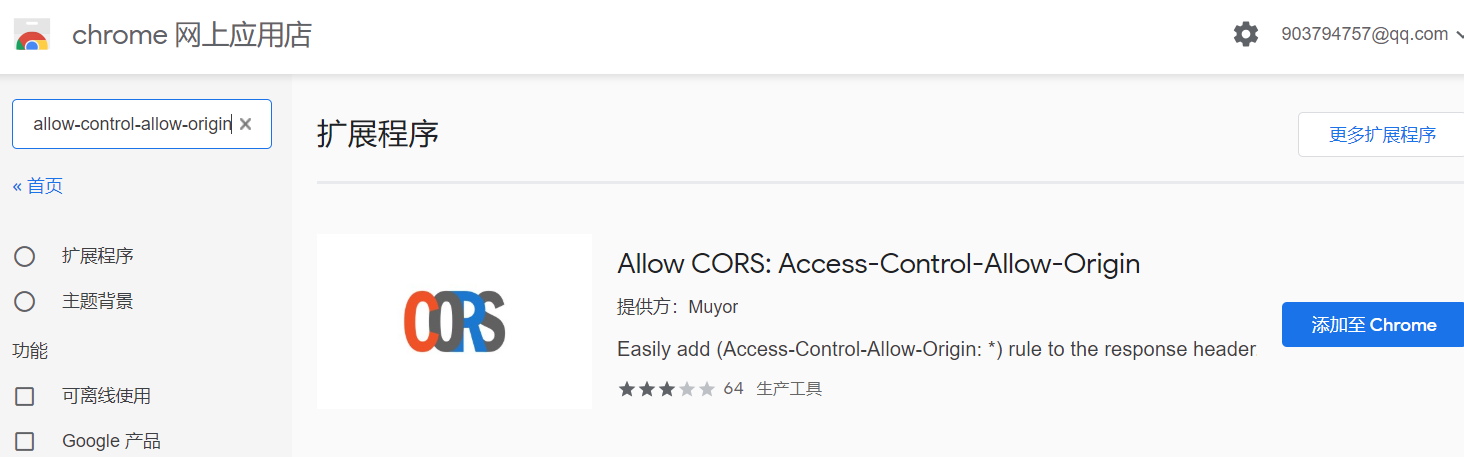 chrome 网上应用店
903794757@qq.com
allow-control-allow-origin
« 首页
扩展程序
主题背景
功能
可离线使用
Google 产品
扩展程序
更多扩展程序
CORS
Allow CORS: Access-Control-Allow-Origin
提供方：Muyor
Easily add (Access-Control-Allow-Origin: *) rule to the response header
64 生产工具
添加至 Chrome